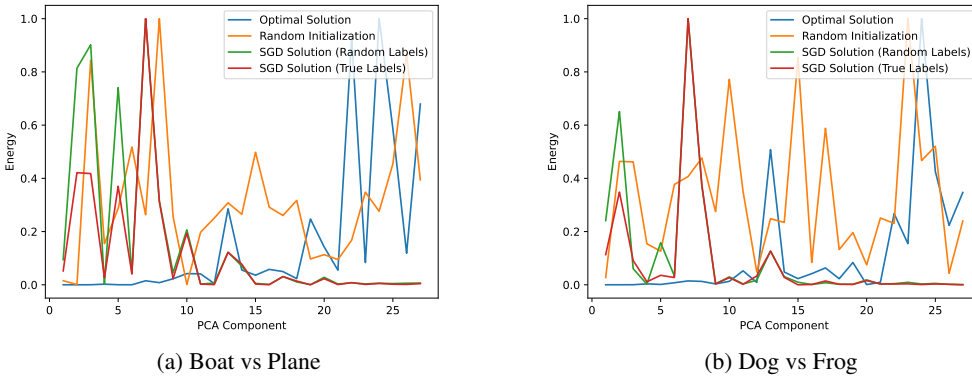 1.0
0.8
0.6
0.4
0.2
0.0
Energy
0
5
10
15
20
25
PCA Component
Optimal Solution
Random Initialization
SGD Solution (Random Labels)
SGD Solution (True Labels)
(a) Boat vs Plane
1.0
0.8
0.6
0.4
0.2
0.0
Energy
0
5
10
15
20
25
PCA Component
Optimal Solution
Random Initialization
SGD Solution (Random Labels)
SGD Solution (True Labels)
(b) Dog vs Frog